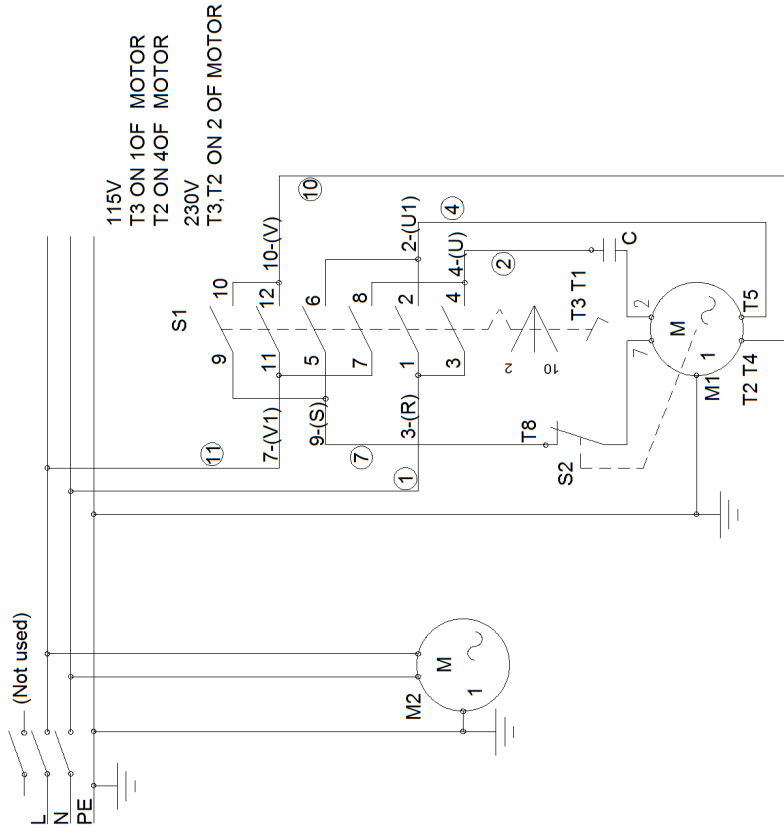 L
N
PE
(Not used)
M2
M
1
115V
T3 ON 1OF MOTOR
T2 ON 4OF MOTOR
230V
T3,T2 ON 2 OF MOTOR
S1
9
10
11
12
5
6
7
8
1
2
3
4
10-(V)
2-(U1)
4-(U)
7-(V1)
9-(S)
3-(R)
11
7
1
10
4
2
2
10
T3 T1
C
T8
S2
7
2
M
1
M1
T2 T4
T5